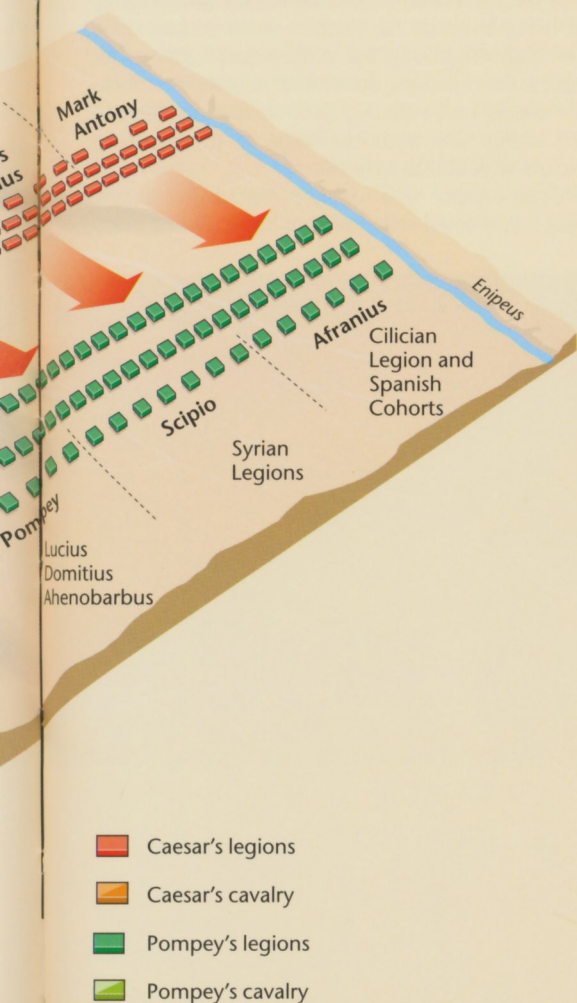 Mark
Antony
Enipeus
Afranius
Cilician
Legion and
Spanish
Cohorts
Scipio
Syrian
Legions
Pompey
Lucius
Domitius
Ahenobarbus
Caesar's legions
Caesar's cavalry
Pompey's legions
Pompey's cavalry